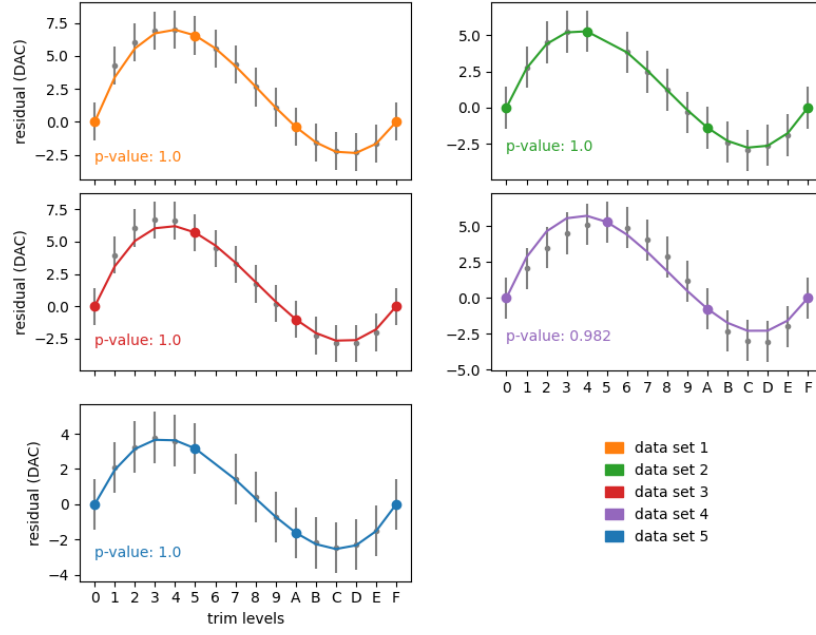 7.5
5.0
2.5
0.0
−2.5
residual (DAC)
p-value: 1.0
5.0
2.5
0.0
−2.5
p-value: 1.0
7.5
5.0
2.5
0.0
−2.5
residual (DAC)
p-value: 1.0
5.0
2.5
0.0
−2.5
−5.0
p-value: 0.982
0 1 2 3 4 5 6 7 8 9 A B C D E F
4
2
0
−2
−4
residual (DAC)
p-value: 1.0
0 1 2 3 4 5 6 7 8 9 A B C D E F
trim levels
data set 1
data set 2
data set 3
data set 4
data set 5